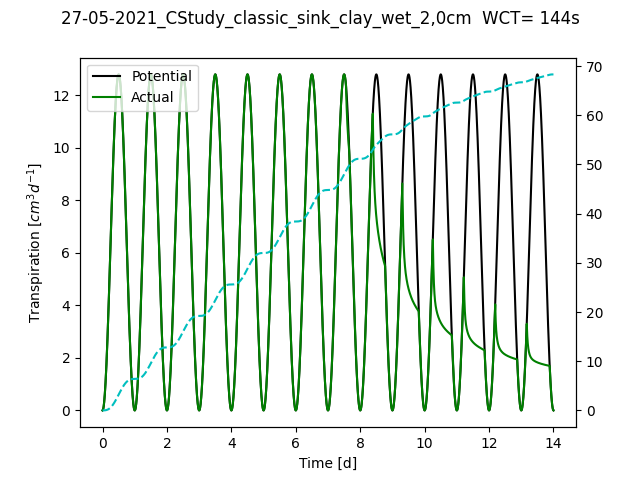 27-05-2021_CStudy_classic_sink_clay_wet_2,0cm  WCT= 144s
Potential
Actual
Transpiration [cm³d⁻¹]
12
10
8
6
4
2
0
70
60
50
40
30
20
10
0
0 2 4 6 8 10 12 14
Time [d]